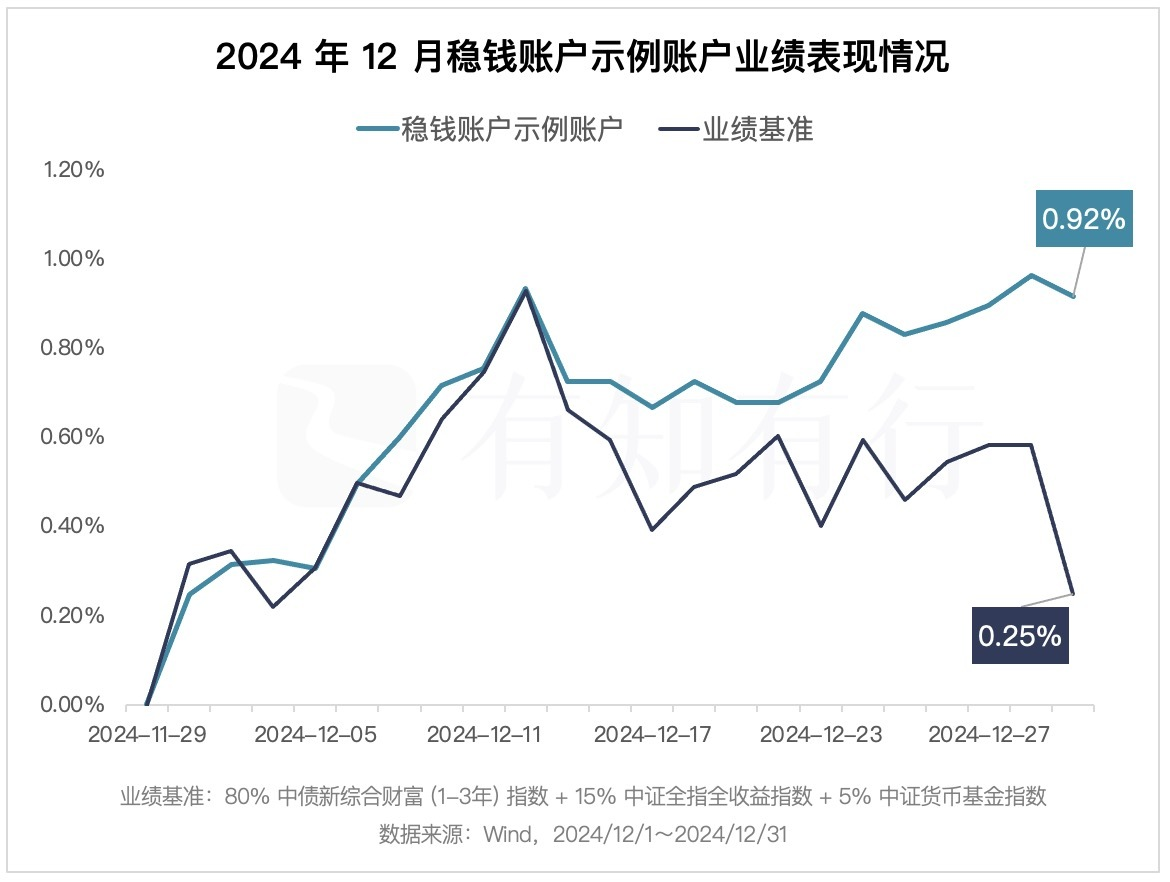 2024 年 12 月稳钱账户示例账户业绩表现情况
稳钱账户示例账户 业绩基准
1.20%
0.92%
1.00%
0.80%
有知有行
0.60%
0.40%
0.20%
0.25%
0.00%
2024–11–29 2024–12–05 2024–12–11 2024–12–17 2024–12–23 2024–12–27
业绩基准：80% 中债新综合财富 (1–3年) 指数 + 15% 中证全指全收益指数 + 5% 中证货币基金指数
数据来源：Wind，2024/12/1～2024/12/31